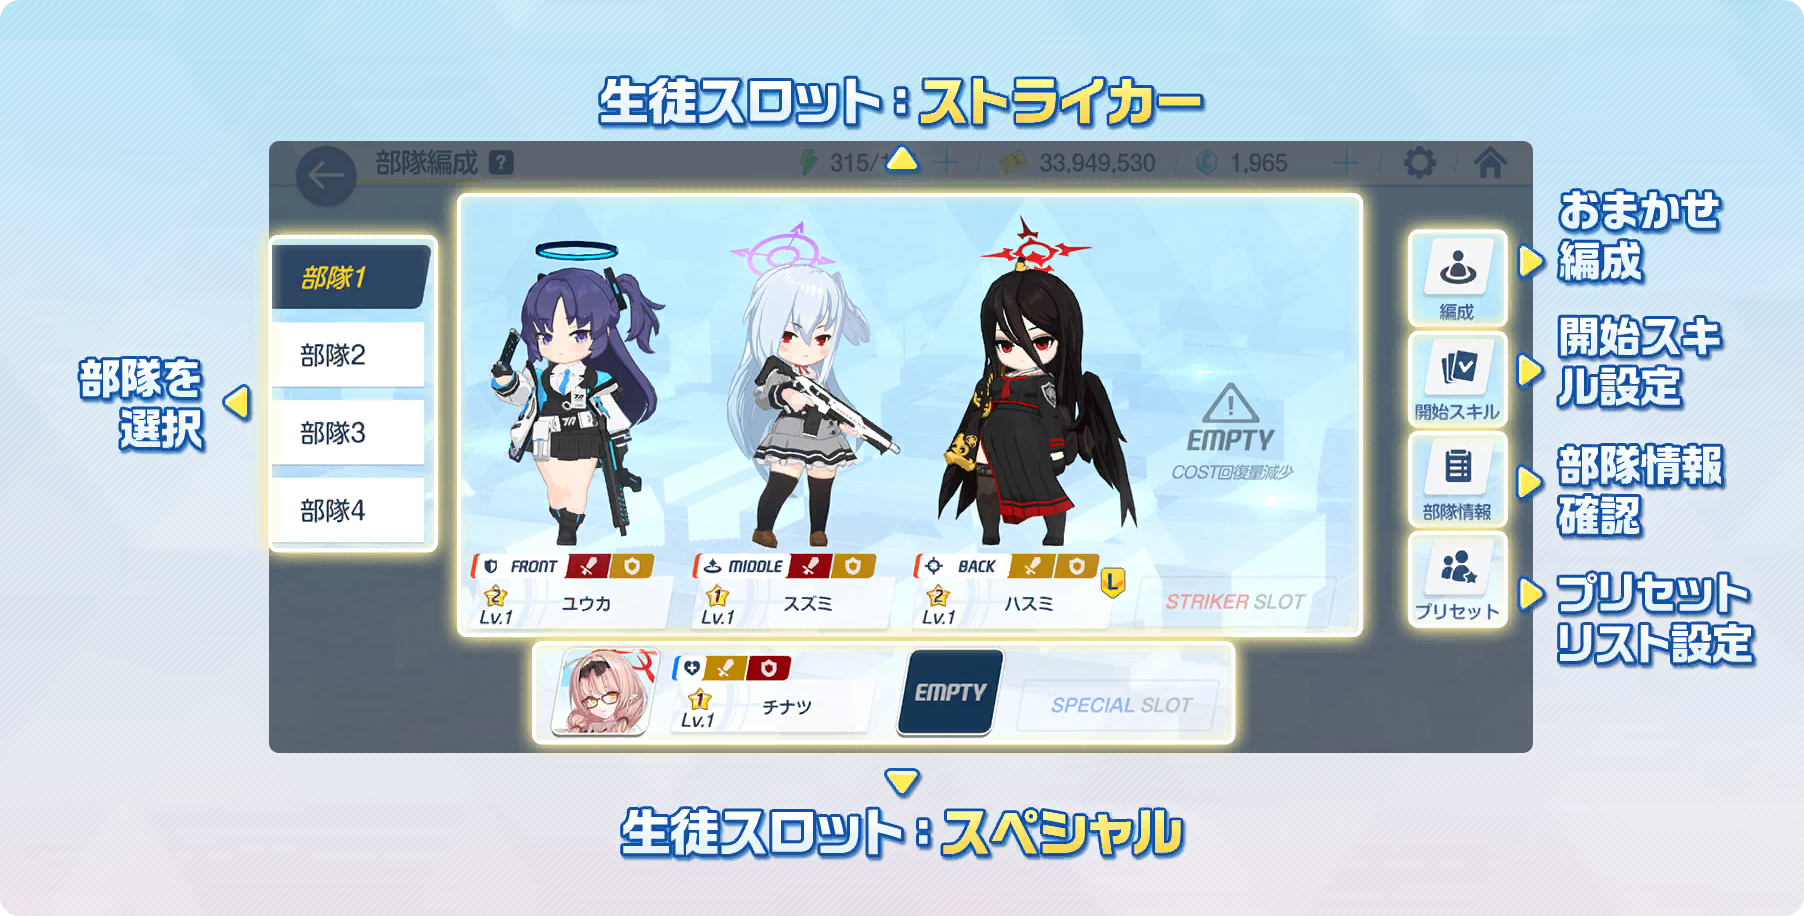 生徒スロット：ストライカー
部隊編成 ?
315/
33,949,530
1,965
部隊1
部隊2
部隊3
部隊4
部隊を
選択
EMPTY
COST回復量減少
FRONT
2
Lv.1
ユウカ
MIDDLE
1
Lv.1
スズミ
BACK
2
Lv.1
ハスミ
L
STRIKER SLOT
1
Lv.1
チナツ
EMPTY
SPECIAL SLOT
編成
開始スキル
部隊情報
プリセット
おまかせ
編成
開始スキ
ル設定
部隊情報
確認
プリセット
リスト設定
生徒スロット：スペシャル